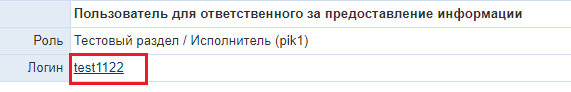 Пользователь для ответственного за предоставление информации
Роль Тестовый раздел / Исполнитель (pik1)
Логин test1122